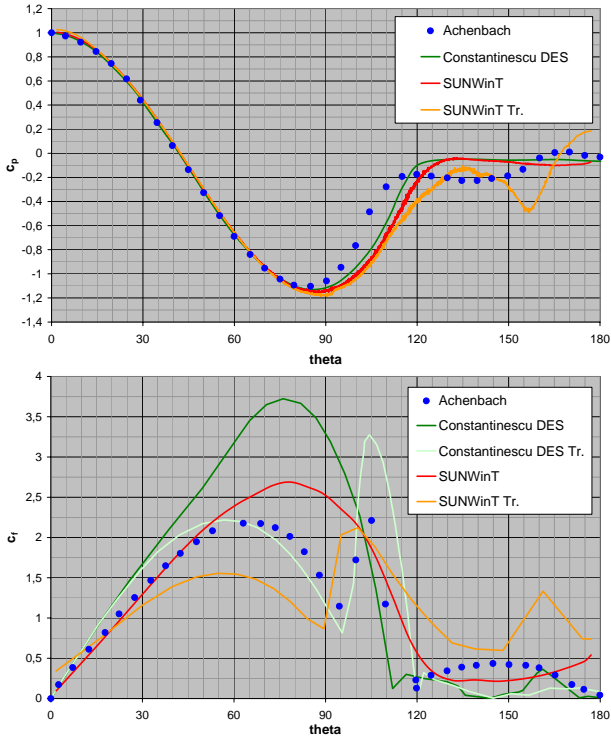 1,2
1
0,8
0,6
0,4
0,2
0
-0,2
-0,4
-0,6
-0,8
-1
-1,2
-1,4
cp
0 30 60 90 120 150 180
theta
Achenbach
Constantinescu DES
SUNWinT
SUNWinT Tr.
4
3,5
3
2,5
2
1,5
1
0,5
0
cf
0 30 60 90 120 150 180
theta
Achenbach
Constantinescu DES
Constantinescu DES Tr.
SUNWinT
SUNWinT Tr.